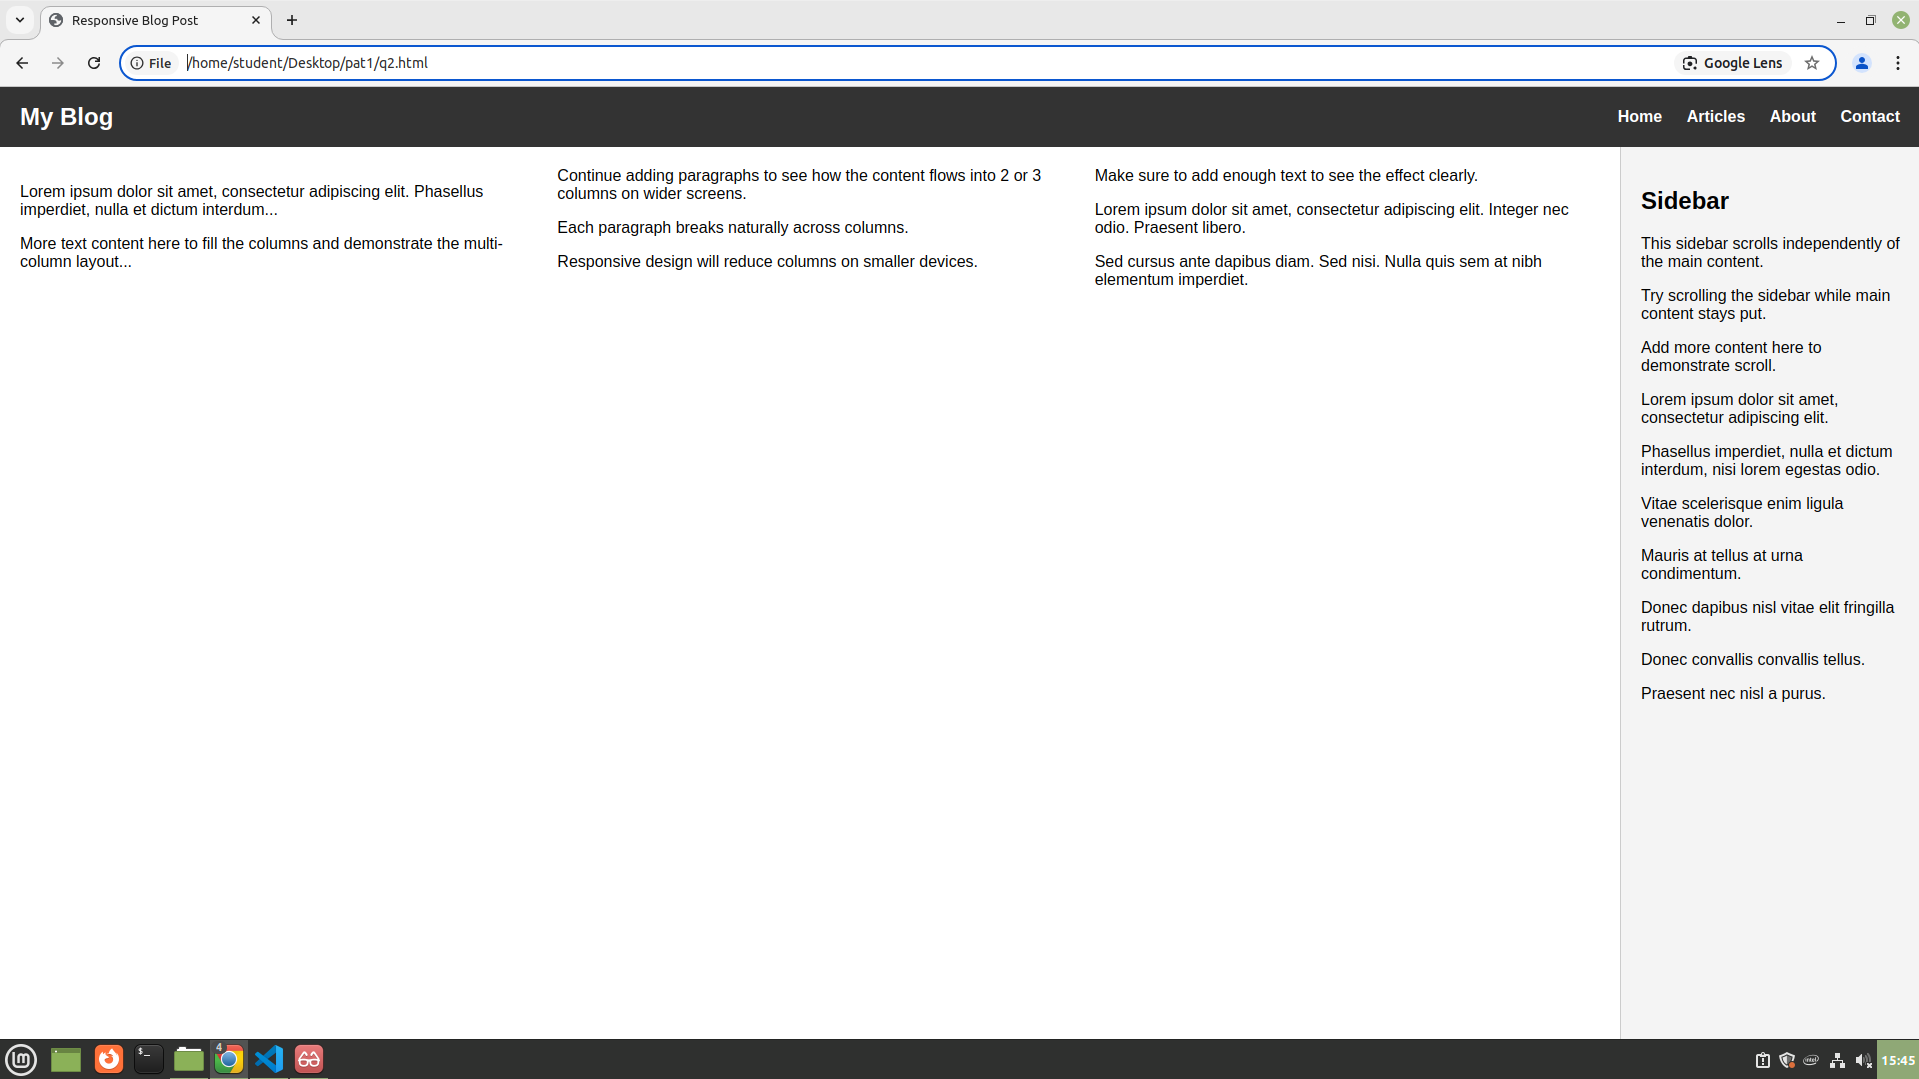 Responsive Blog Post
File
/home/student/Desktop/pat1/q2.html
Google Lens
My Blog
Home
Articles
About
Contact
Lorem ipsum dolor sit amet, consectetur adipiscing elit. Phasellus
imperdiet, nulla et dictum interdum...
More text content here to fill the columns and demonstrate the multi-
column layout...
Continue adding paragraphs to see how the content flows into 2 or 3
columns on wider screens.
Each paragraph breaks naturally across columns.
Responsive design will reduce columns on smaller devices.
Make sure to add enough text to see the effect clearly.
Lorem ipsum dolor sit amet, consectetur adipiscing elit. Integer nec
odio. Praesent libero.
Sed cursus ante dapibus diam. Sed nisi. Nulla quis sem at nibh
elementum imperdiet.
Sidebar
This sidebar scrolls independently of
the main content.
Try scrolling the sidebar while main
content stays put.
Add more content here to
demonstrate scroll.
Lorem ipsum dolor sit amet,
consectetur adipiscing elit.
Phasellus imperdiet, nulla et dictum
interdum, nisi lorem egestas odio.
Vitae scelerisque enim ligula
venenatis dolor.
Mauris at tellus at urna
condimentum.
Donec dapibus nisl vitae elit fringilla
rutrum.
Donec convallis convallis tellus.
Praesent nec nisl a purus.
$_
4
intel
15:45